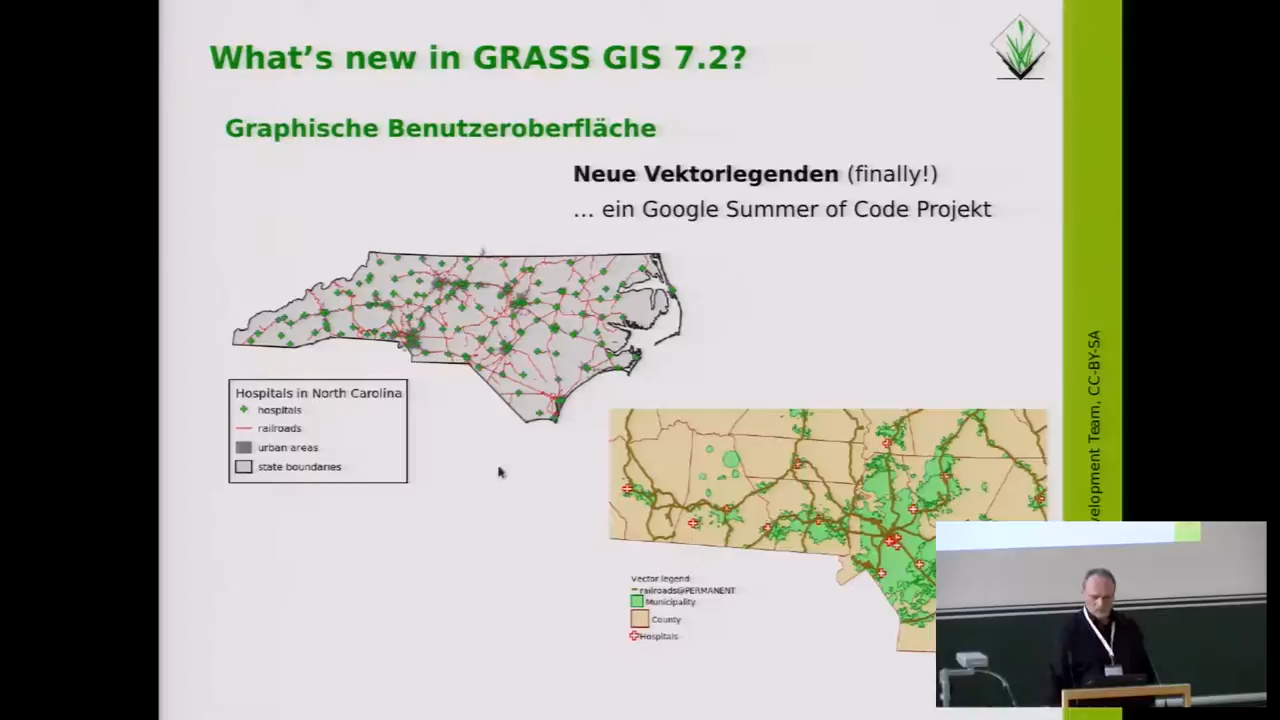 What's new in GRASS GIS 7.2?
Graphische Benutzeroberfläche
Neue Vektorlegenden (finally!)
... ein Google Summer of Code Projekt
Hospitals in North Carolina
hospitals
railroads
urban areas
state boundaries
Vector legend
railroads@PERMANENT
Municipality
County
Hospitals
Team, CC-BY-SA